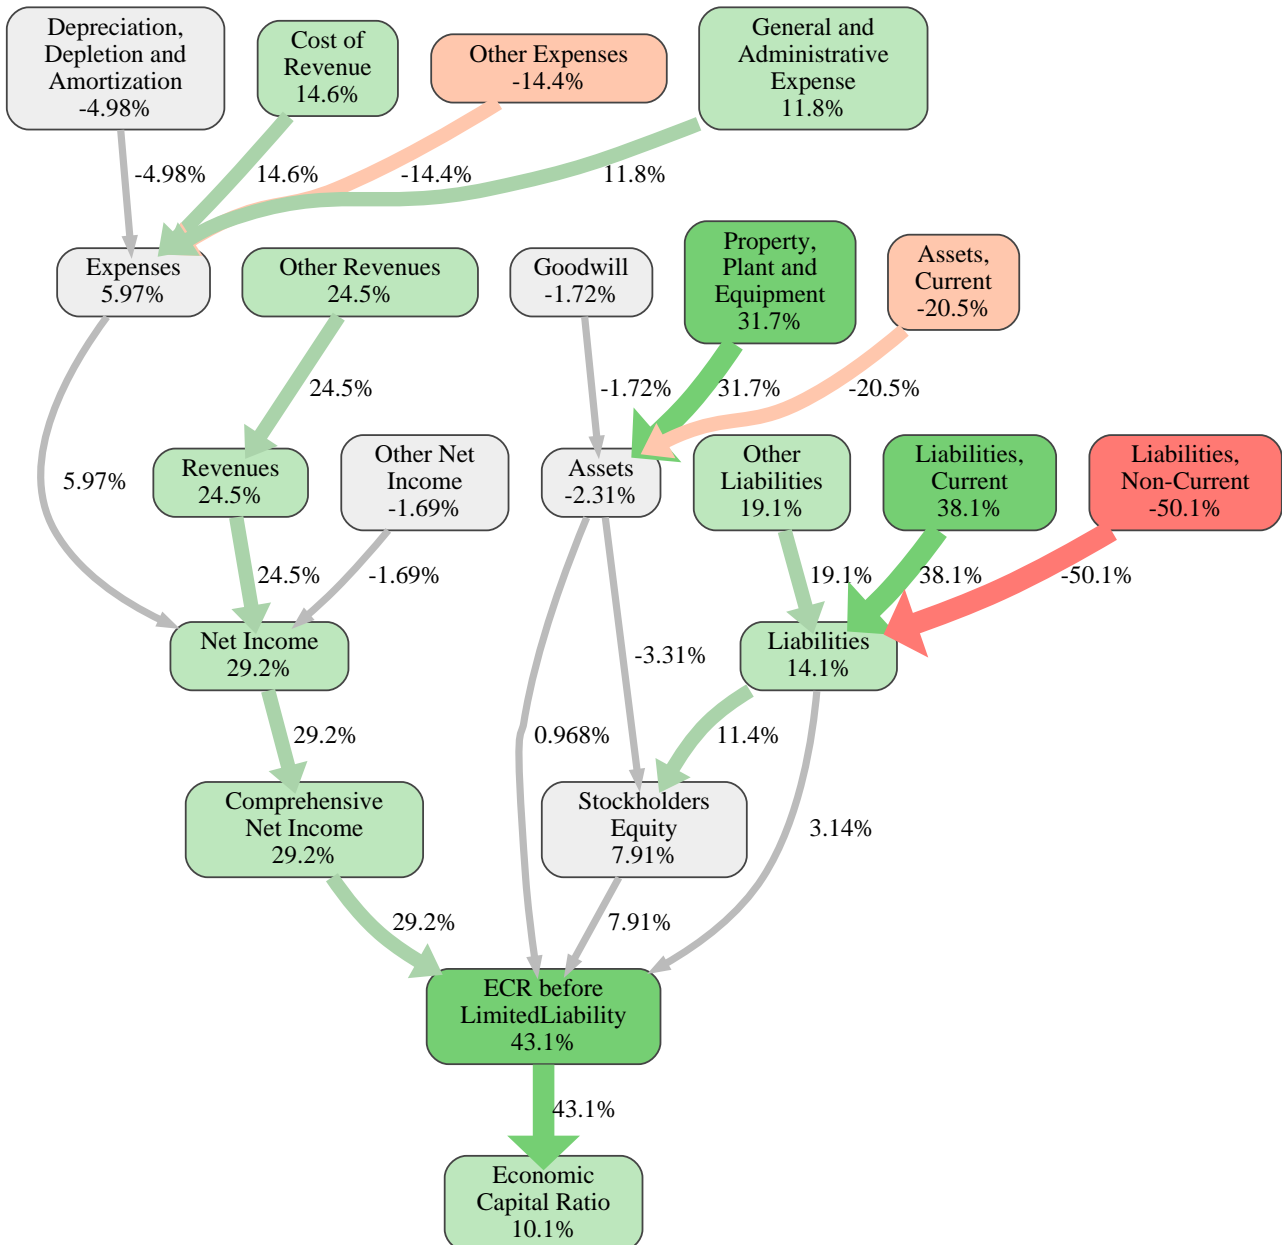 Depreciation,
Depletion and
Amortization
-4.98%
Cost of
Revenue
14.6%
Other Expenses
-14.4%
General and
Administrative
Expense
11.8%
-4.98%
14.6%
-14.4%
11.8%
Expenses
5.97%
Other Revenues
24.5%
Goodwill
-1.72%
Property,
Plant and
Equipment
31.7%
Assets,
Current
-20.5%
24.5%
-1.72%
31.7%
-20.5%
5.97%
Revenues
24.5%
Other Net
Income
-1.69%
Assets
-2.31%
Other
Liabilities
19.1%
Liabilities,
Current
38.1%
Liabilities,
Non-Current
-50.1%
24.5%
-1.69%
19.1%
38.1%
-50.1%
Net Income
29.2%
-3.31%
Liabilities
14.1%
29.2%
0.968%
11.4%
Comprehensive
Net Income
29.2%
Stockholders
Equity
7.91%
3.14%
29.2%
7.91%
ECR before
LimitedLiability
43.1%
43.1%
Economic
Capital Ratio
10.1%